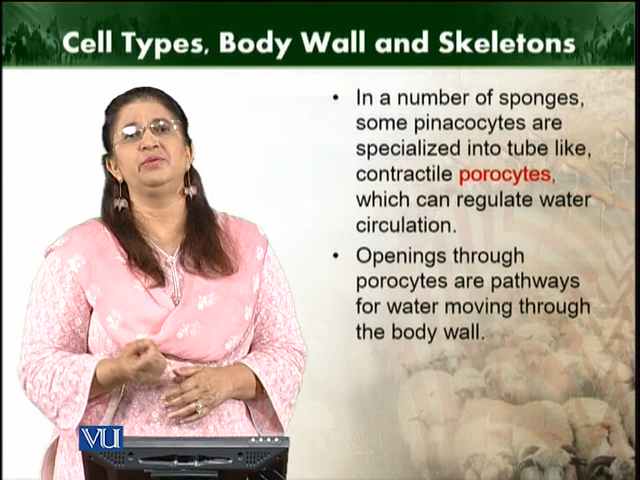 Cell Types, Body Wall and Skeletons
• In a number of sponges,
some pinacocytes are
specialized into tube like,
contractile porocytes,
which can regulate water
circulation.
• Openings through
porocytes are pathways
for water moving through
the body wall.
VU